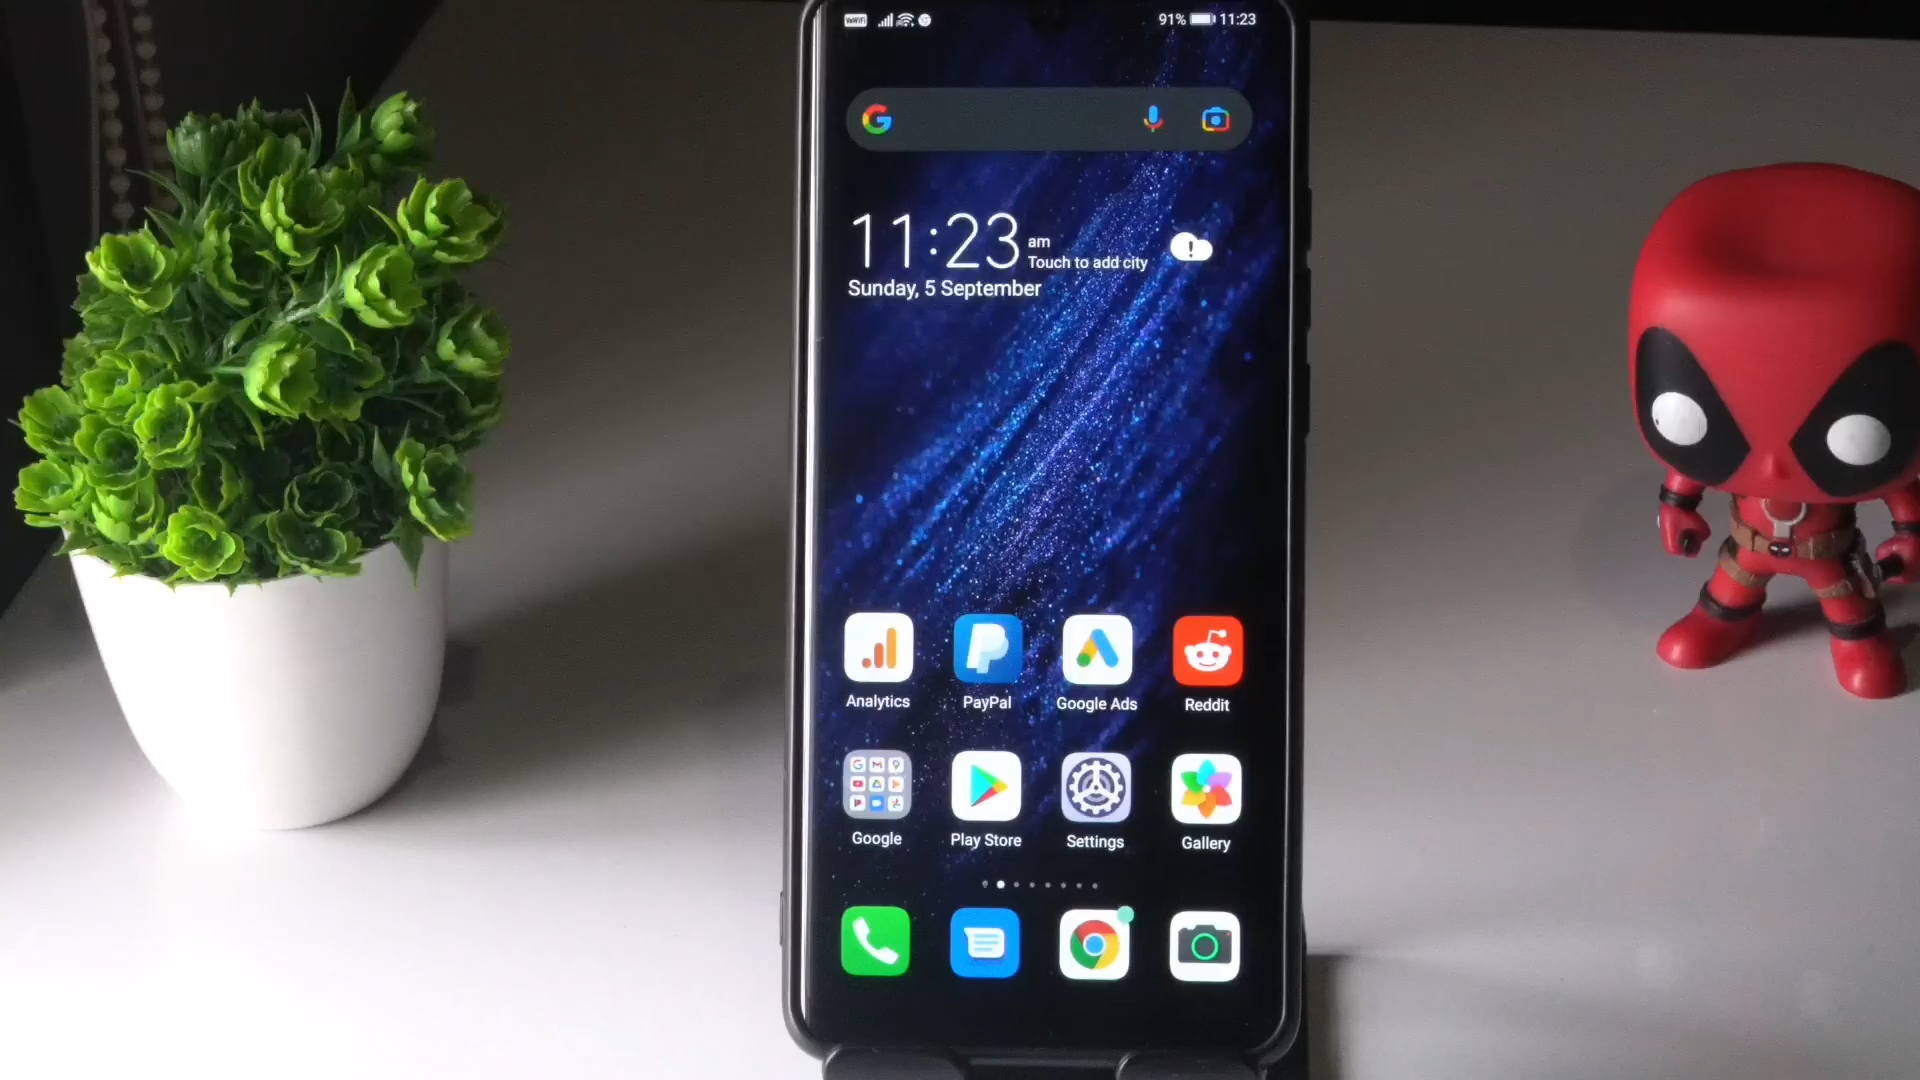 VoWiFi
91% 11:23
11:23 am
Touch to add city
Sunday, 5 September
Analytics PayPal Google Ads Reddit
Google Play Store Settings Gallery